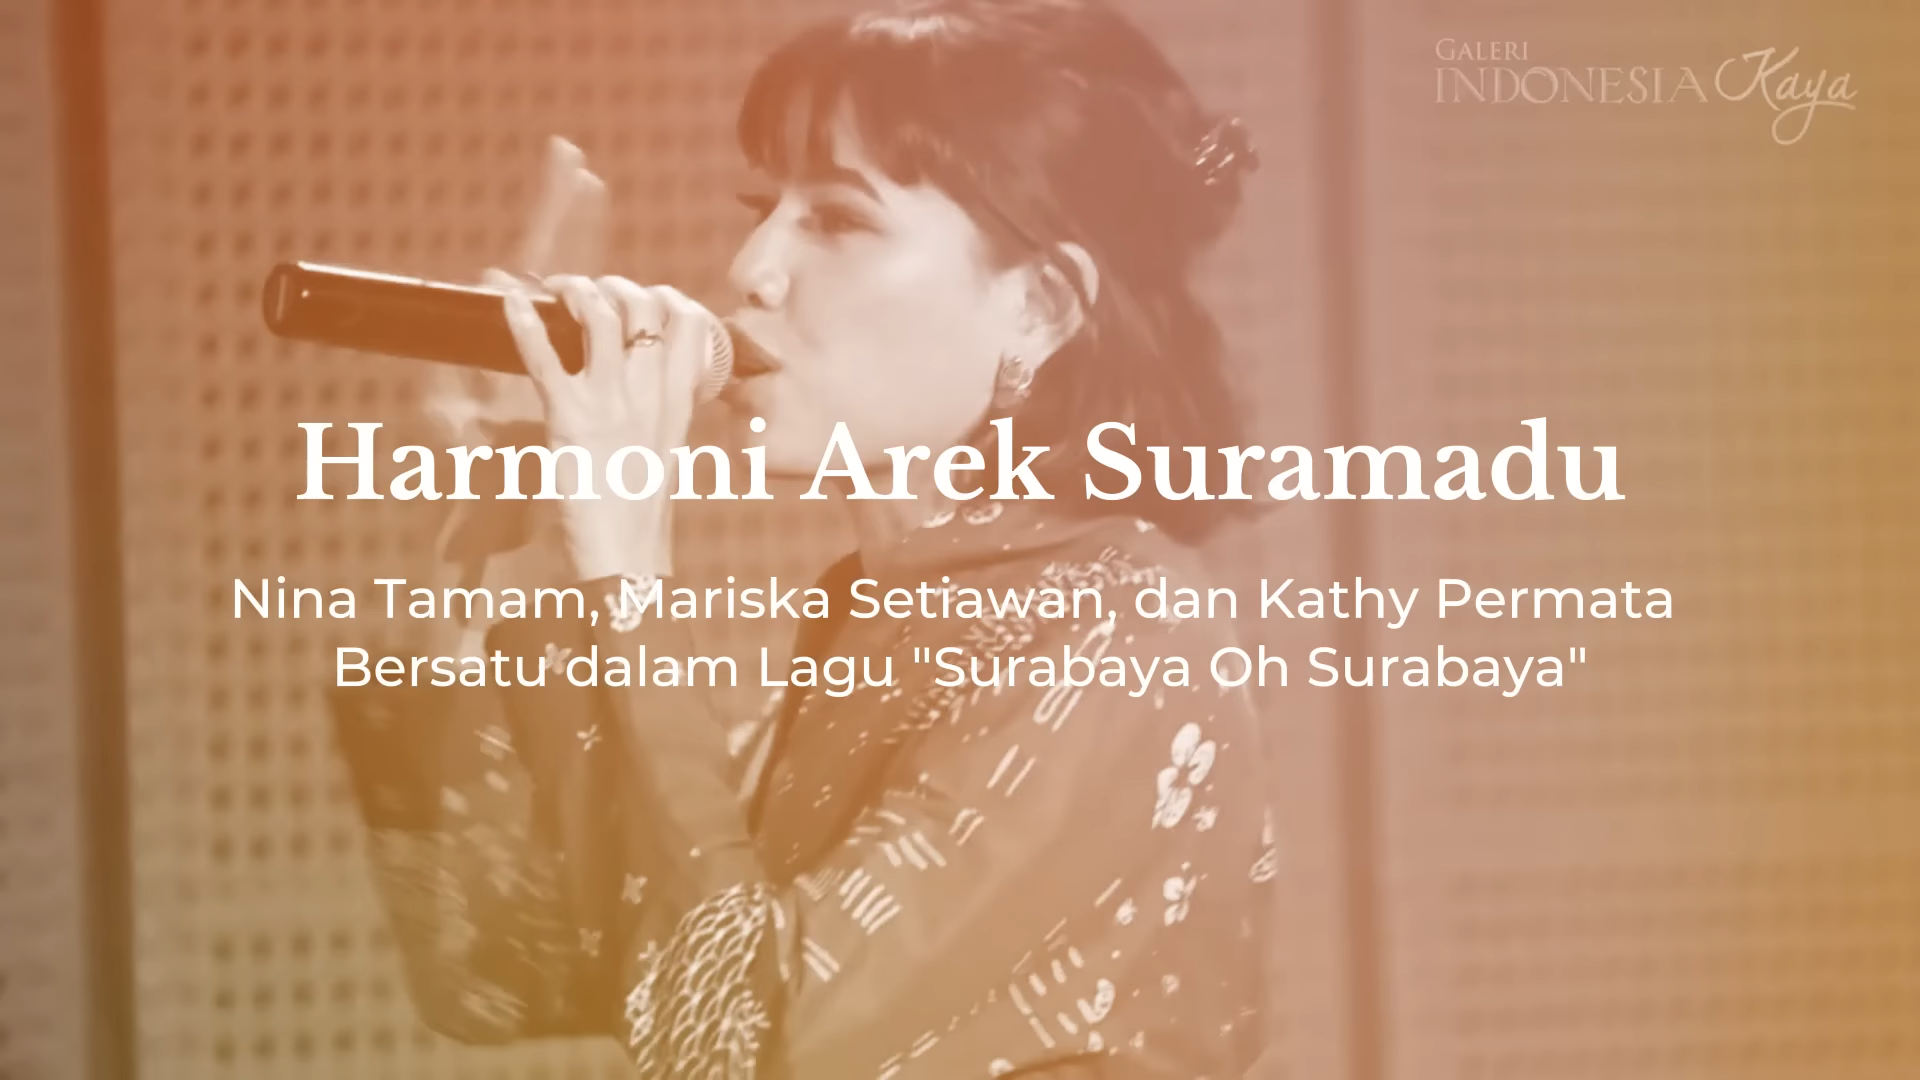 GALERI
INDONESIA Kaya
Harmoni Arek Suramadu
Nina Tamam, Mariska Setiawan, dan Kathy Permata
Bersatu dalam Lagu "Surabaya Oh Surabaya"